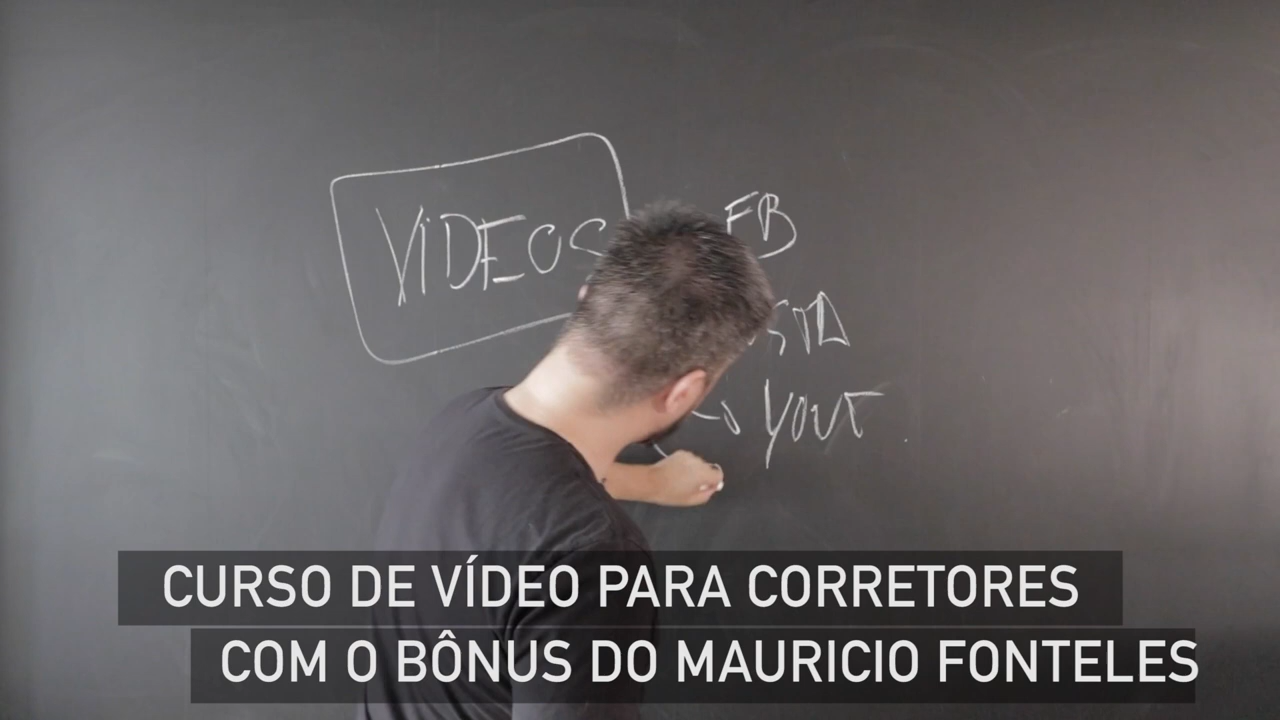 VIDEOS
FB
YOUT
CURSO DE VÍDEO PARA CORRETORES
COM O BÔNUS DO MAURICIO FONTELES